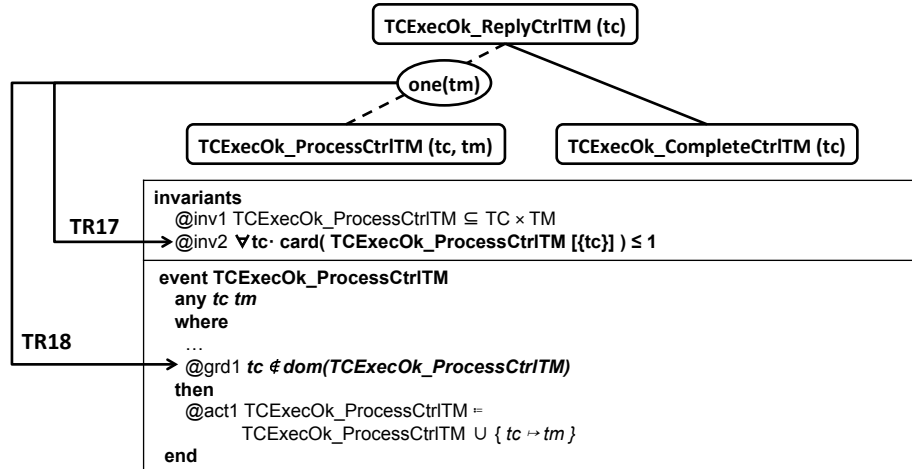 TCExecOk_ReplyCtrlTM (tc)
one(tm)
TCExecOk_ProcessCtrlTM (tc, tm)
TCExecOk_CompleteCtrlTM (tc)
invariants
@inv1 TCExecOk_ProcessCtrlTM ⊆ TC × TM
TR17
@inv2 ∀tc· card( TCExecOk_ProcessCtrlTM [{tc}] ) ≤ 1
event TCExecOk_ProcessCtrlTM
any tc tm
where
TR18
...
@grd1 tc ∉ dom(TCExecOk_ProcessCtrlTM)
then
@act1 TCExecOk_ProcessCtrlTM ≔
TCExecOk_ProcessCtrlTM ∪ { tc ↦ tm }
end